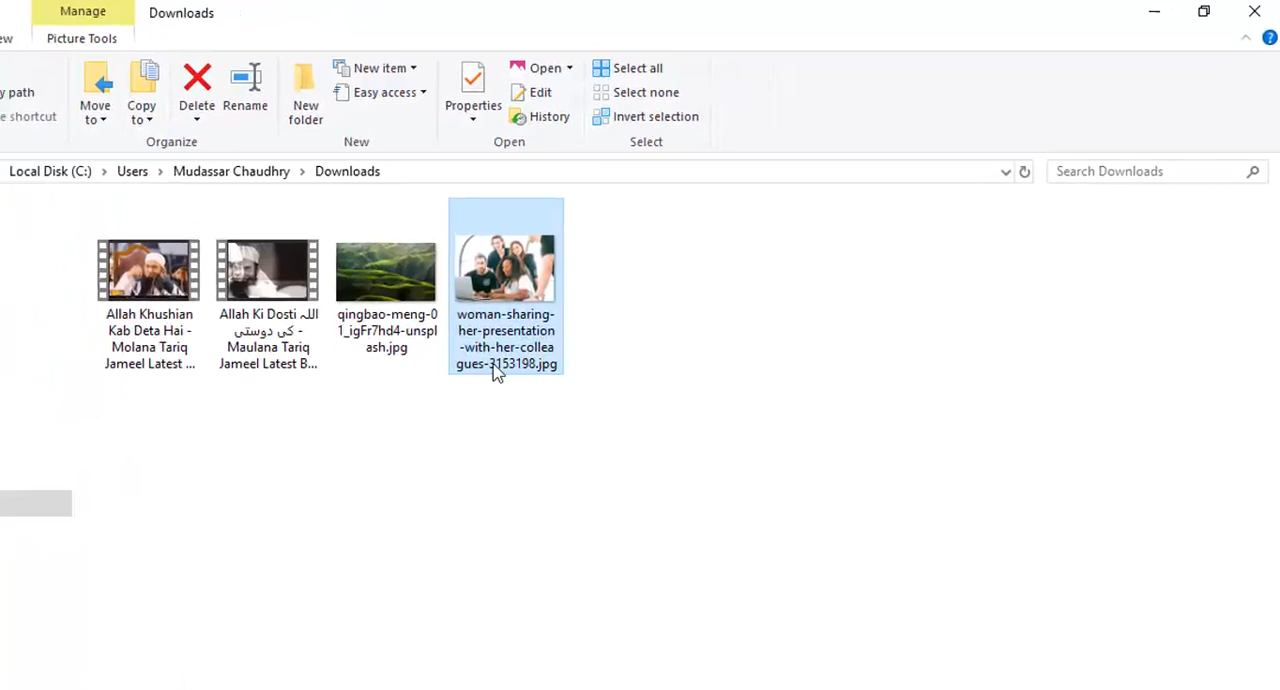 Manage
Downloads
ew
Picture Tools
y path
e shortcut
Move to
Copy to
Delete
Rename
New folder
New item
Easy access
Properties
Open
Edit
History
Select all
Select none
Invert selection
Organize
New
Open
Select
Local Disk (C:) > Users > Mudassar Chaudhry > Downloads
Search Downloads
Allah Khushian
Kab Deta Hai -
Molana Tariq
Jameel Latest ...
Allah Ki Dosti اللہ
کی دوستی -
Maulana Tariq
Jameel Latest B...
qingbao-meng-0
1_igFr7hd4-unspl
ash.jpg
woman-sharing-
her-presentation
-with-her-collea
gues-3153198.jpg